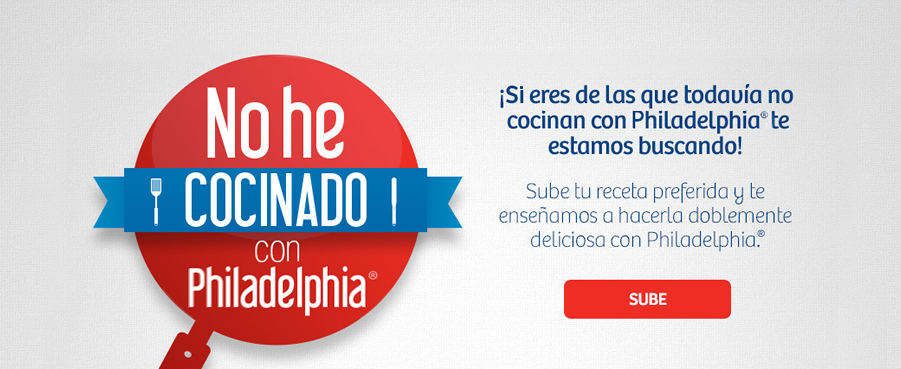 No he
COCINADO
con
Philadelphia®
¡Si eres de las que todavía no
cocinan con Philadelphia® te
estamos buscando!
Sube tu receta preferida y te
enseñamos a hacerla doblemente
deliciosa con Philadelphia.®
SUBE